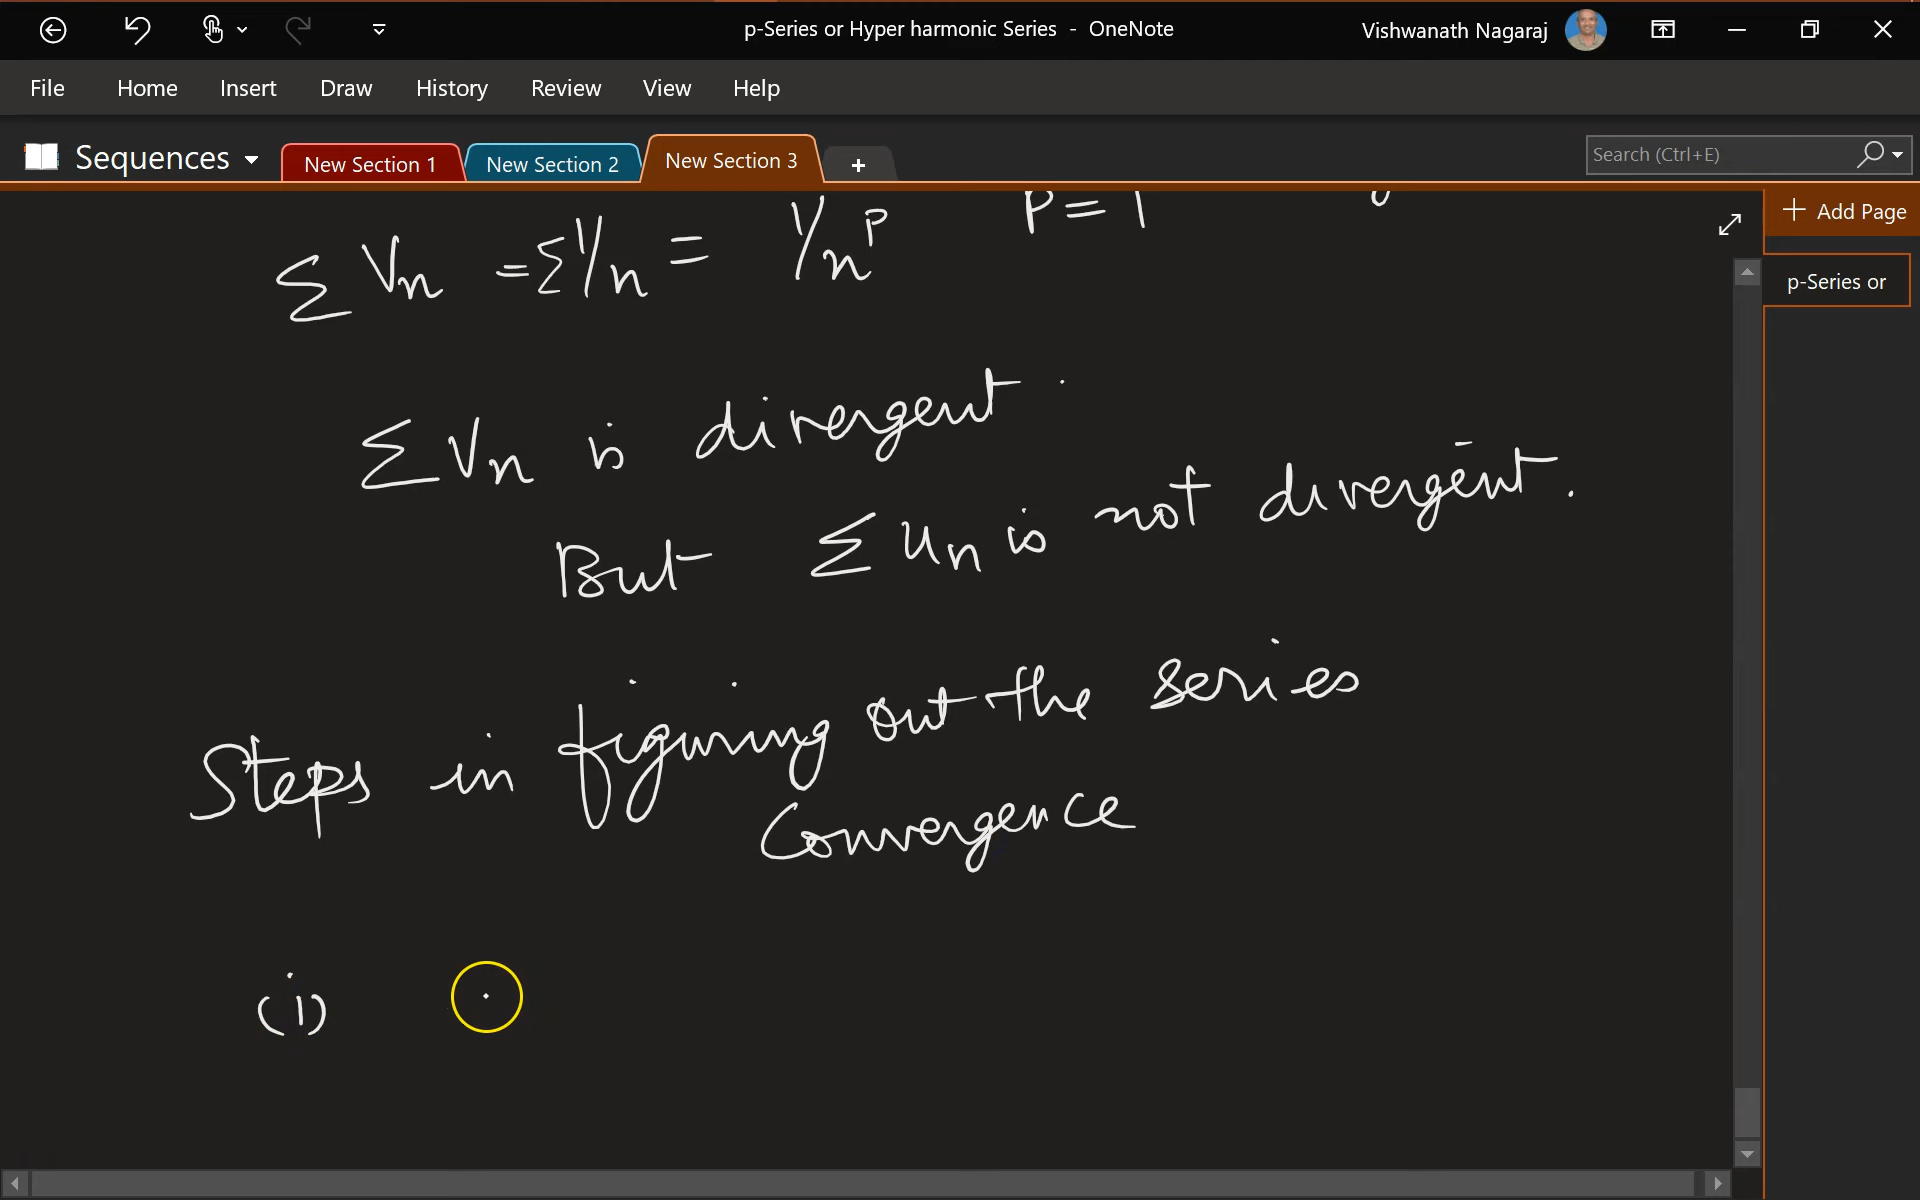 p-Series or Hyper harmonic Series - OneNote
Vishwanath Nagaraj
File Home Insert Draw History Review View Help
Sequences New Section 1 New Section 2 New Section 3 +
Search (Ctrl+E)
+ Add Page
p-Series or
Σ Vn = Σ 1/n = 1/n^p P = 1
Σ Vn is divergent.
But Σ un is not divergent.
Steps in figuring out the series
Convergence
(i)